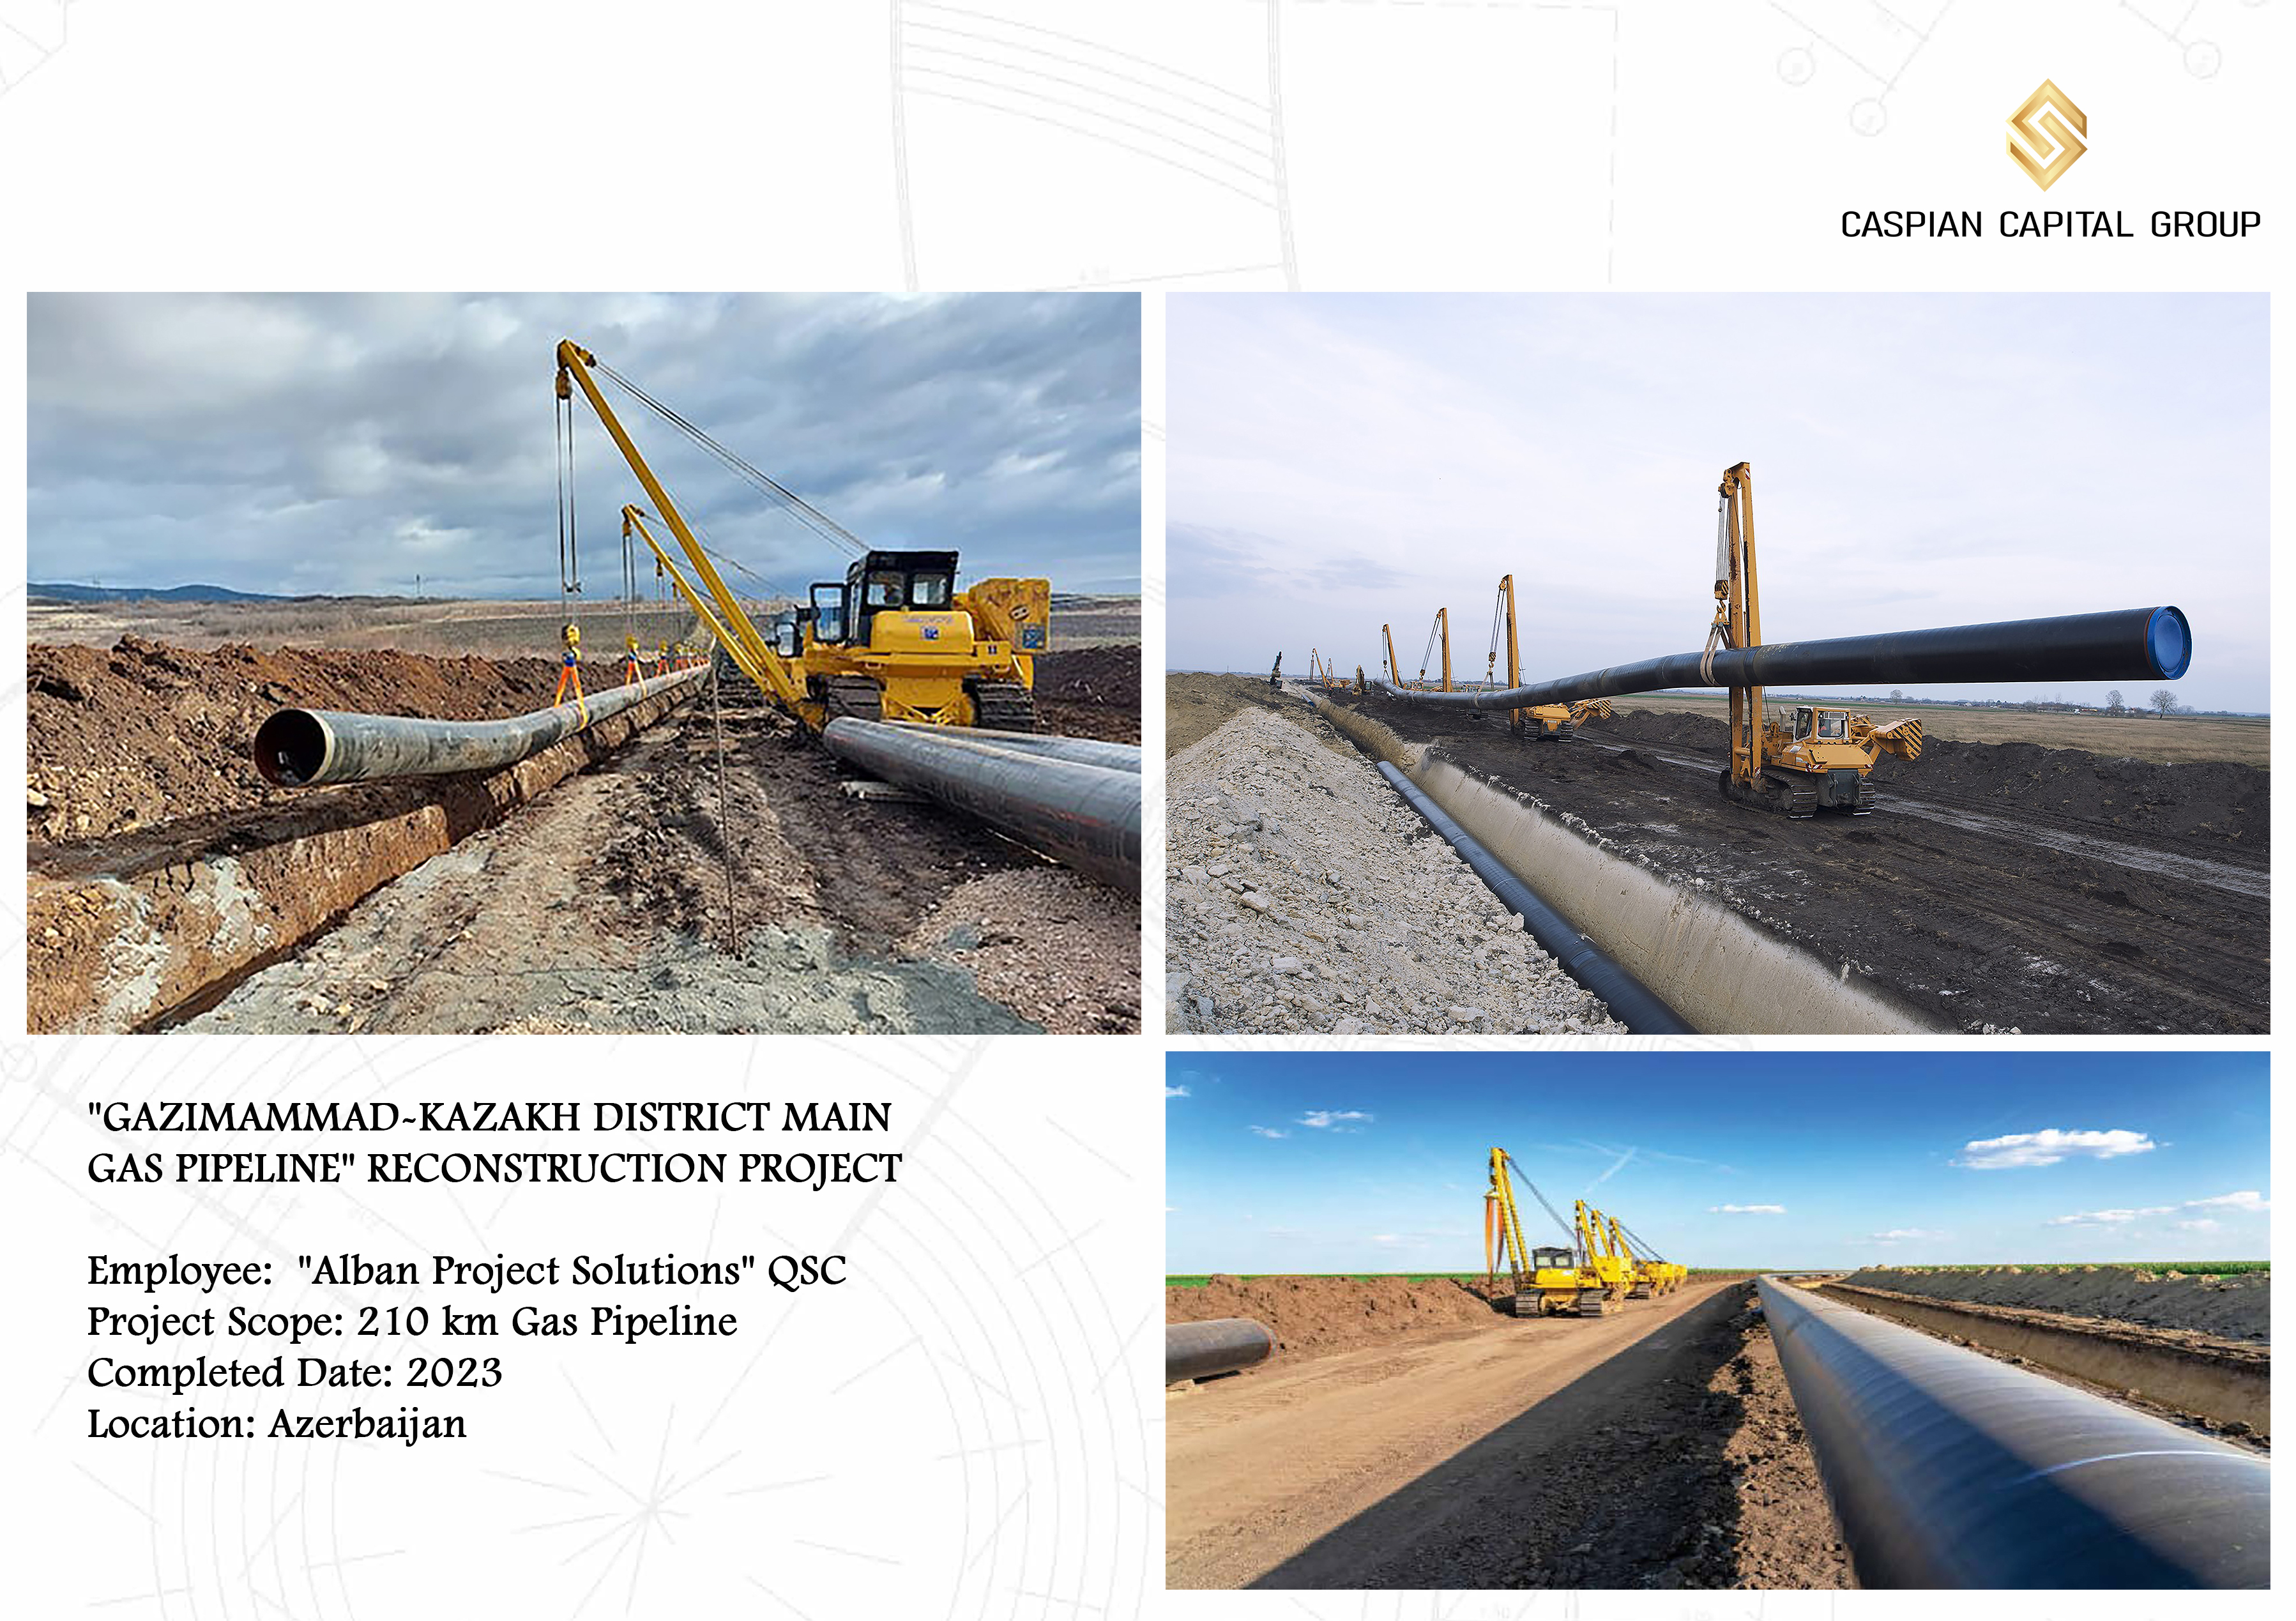 CASPIAN CAPITAL GROUP
"GAZIMAMMAD-KAZAKH DISTRICT MAIN
GAS PIPELINE" RECONSTRUCTION PROJECT
Employee: "Alban Project Solutions" QSC
Project Scope: 210 km Gas Pipeline
Completed Date: 2023
Location: Azerbaijan